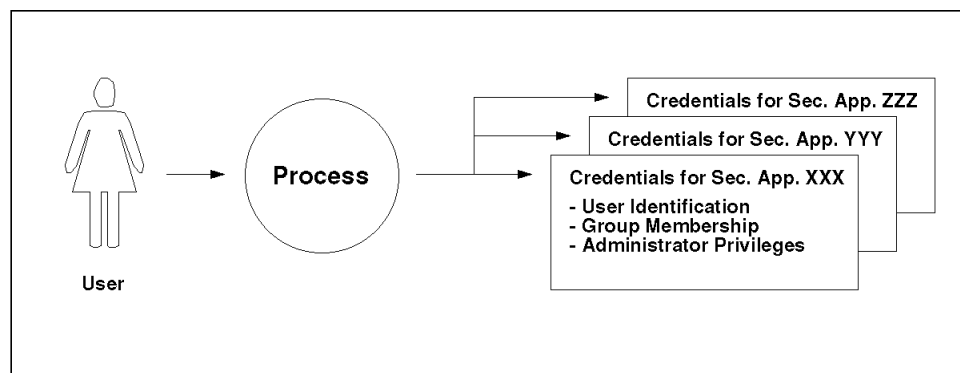 User
Process
Credentials for Sec. App. ZZZ
Credentials for Sec. App. YYY
Credentials for Sec. App. XXX
- User Identification
- Group Membership
- Administrator Privileges